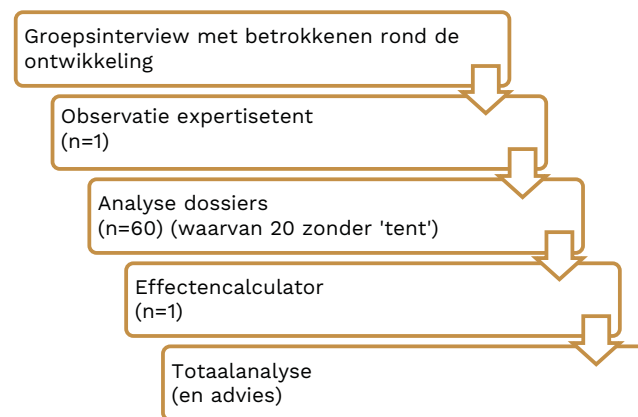 Groepsinterview met betrokkenen rond de
ontwikkeling
Observatie expertisetent
(n=1)
Analyse dossiers
(n=60) (waarvan 20 zonder 'tent')
Effectencalculator
(n=1)
Totaalanalyse
(en advies)